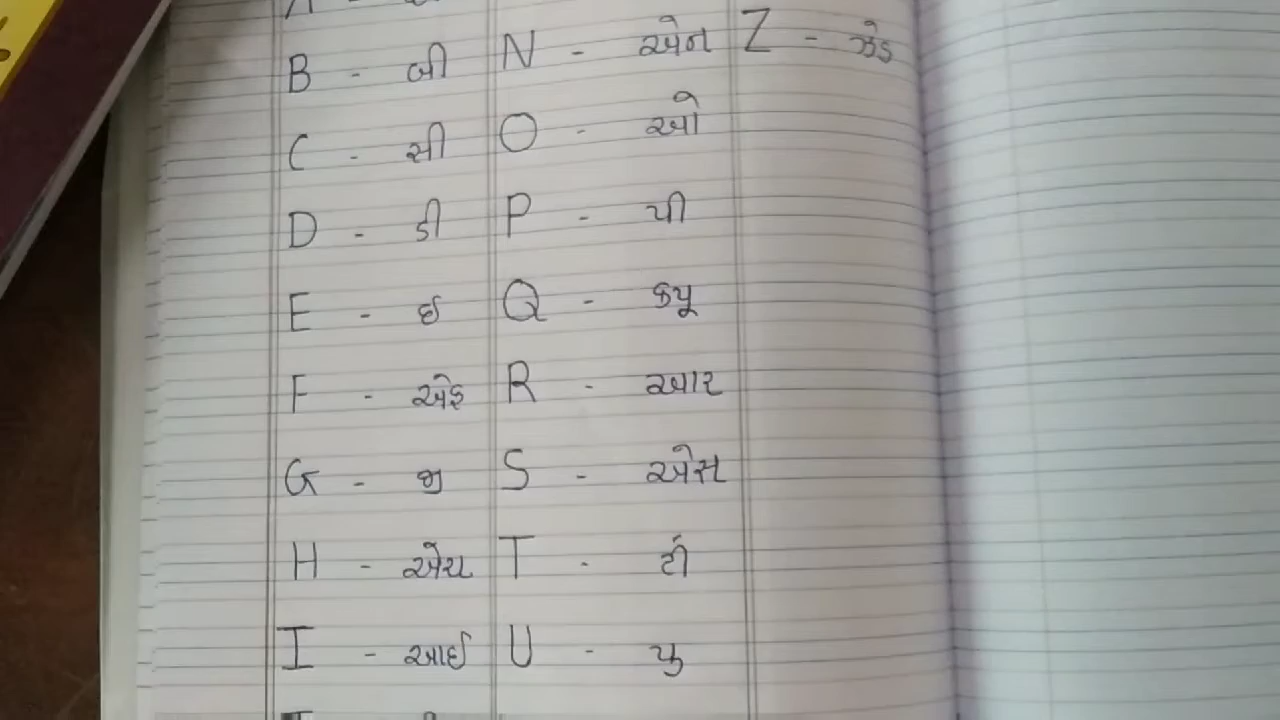 B - બી N - એન Z - ઝેડ
C - સી O - ઓ
D - ડી P - પી
E - ઈ Q - ક્યૂ
F - એફ R - આર
G - જી S - એસ
H - એચ T - ટી
I - આઈ U - યુ